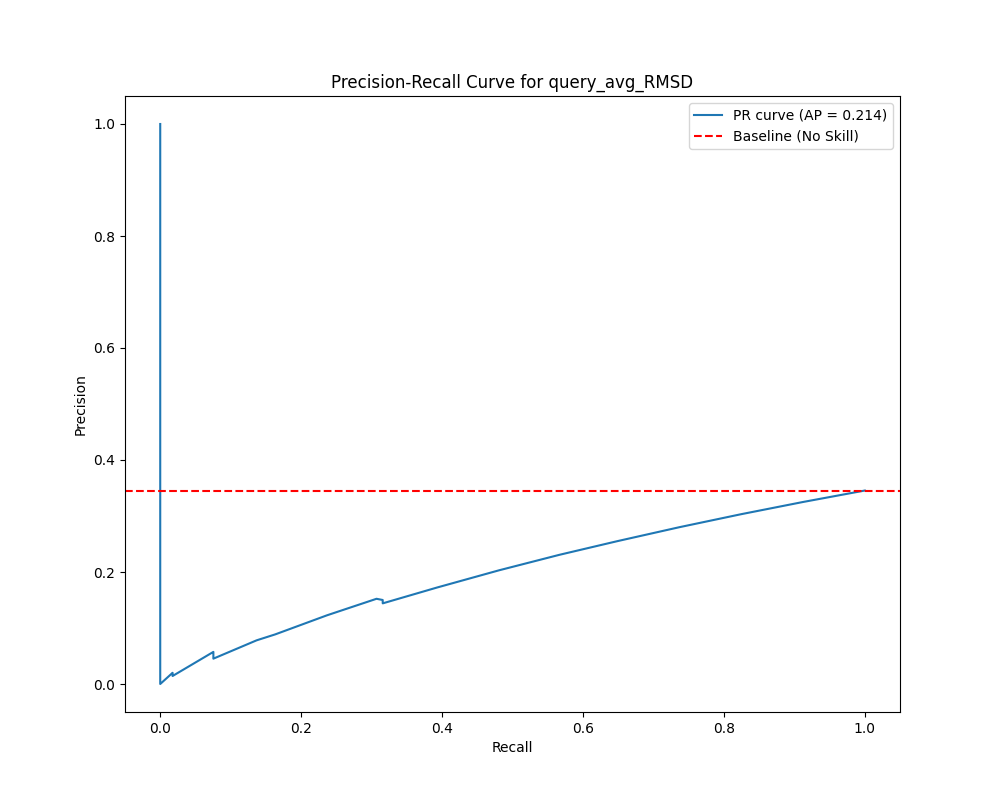 Precision-Recall Curve for query_avg_RMSD
PR curve (AP = 0.214)
Baseline (No Skill)
1.0
0.8
0.6
0.4
0.2
0.0
Precision
0.0 0.2 0.4 0.6 0.8 1.0
Recall